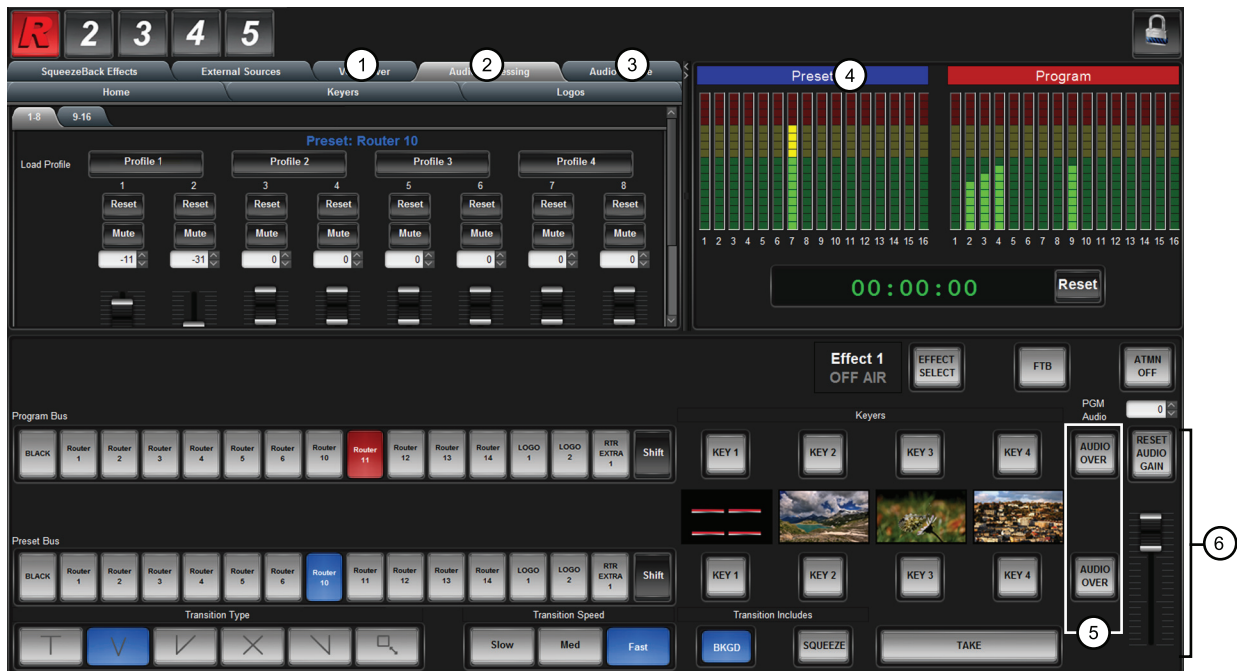 R 2 3 4 5
SqueezeBack Effects External Sources 1 2 3
Home Keyers Logos
4 Program
1-8 9-16
Preset: Router 10
Load Profile Profile 1 Profile 2 Profile 3 Profile 4
1 2 3 4 5 6 7 8
Reset Reset Reset Reset Reset Reset Reset Reset
Mute Mute Mute Mute Mute Mute Mute Mute
-11 -31 0 0 0 0 0 0
1 2 3 4 5 6 7 8 9 10 11 12 13 14 15 16
1 2 3 4 5 6 7 8 9 10 11 12 13 14 15 16
00:00:00 Reset
Effect 1
OFF AIR
EFFECT
SELECT
FTB
ATMN
OFF
PGM
Audio
0
Program Bus
Keyers
BLACK
Router
1
Router
2
Router
3
Router
4
Router
5
Router
6
Router
10
Router
11
Router
12
Router
13
Router
14
LOGO
1
LOGO
2
RTR
EXTRA
1
Shift
KEY 1 KEY 2 KEY 3 KEY 4
AUDIO
OVER
RESET
AUDIO
GAIN
6
Preset Bus
BLACK
Router
1
Router
2
Router
3
Router
4
Router
5
Router
6
Router
10
Router
11
Router
12
Router
13
Router
14
LOGO
1
LOGO
2
RTR
EXTRA
1
Shift
KEY 1 KEY 2 KEY 3 KEY 4
AUDIO
OVER
5
Transition Type Transition Speed Transition Includes
Slow Med Fast BKGD SQUEEZE TAKE